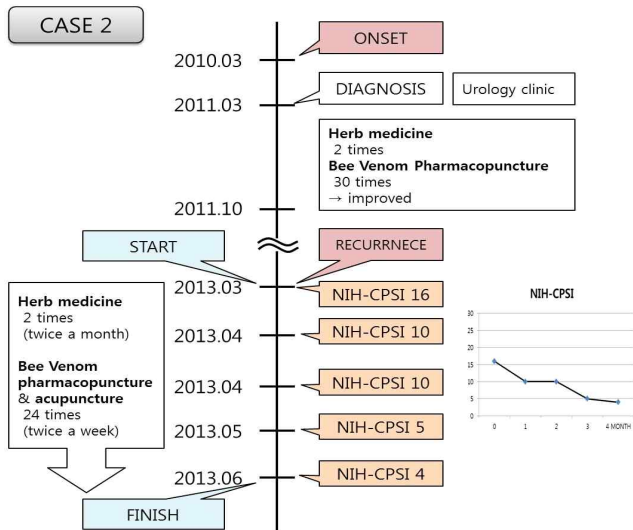 CASE 2
ONSET
2010.03
DIAGNOSIS
Urology clinic
2011.03
Herb medicine
2 times
Bee Venom Pharmacopuncture
30 times
→ improved
2011.10
START
RECURRNECE
2013.03
NIH-CPSI 16
Herb medicine
2 times
(twice a month)
Bee Venom
pharmacopuncture
& acupuncture
24 times
(twice a week)
2013.04
NIH-CPSI 10
2013.04
NIH-CPSI 10
2013.05
NIH-CPSI 5
2013.06
NIH-CPSI 4
FINISH
NIH-CPSI
30
25
20
15
10
5
0
0 1 2 3 4 MONTH